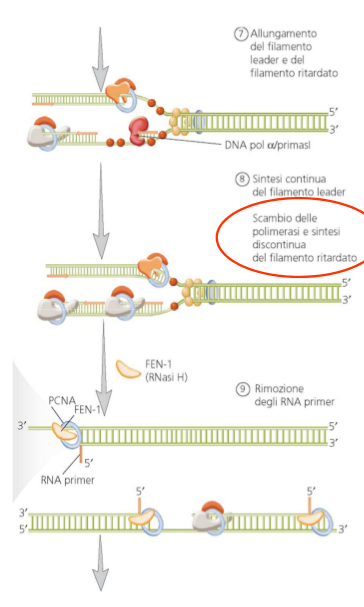 7 Allungamento
del filamento
leader e del
filamento ritardato
5′
3′
DNA pol α/primasI
8 Sintesi continua
del filamento leader
Scambio delle
polimerasi e sintesi
discontinua
del filamento ritardato
5′
3′
FEN-1
(RNasi H)
9 Rimozione
degli RNA primer
PCNA
FEN-1
3′
5′
3′
5′
RNA primer
5′
5′
3′
5′
3′